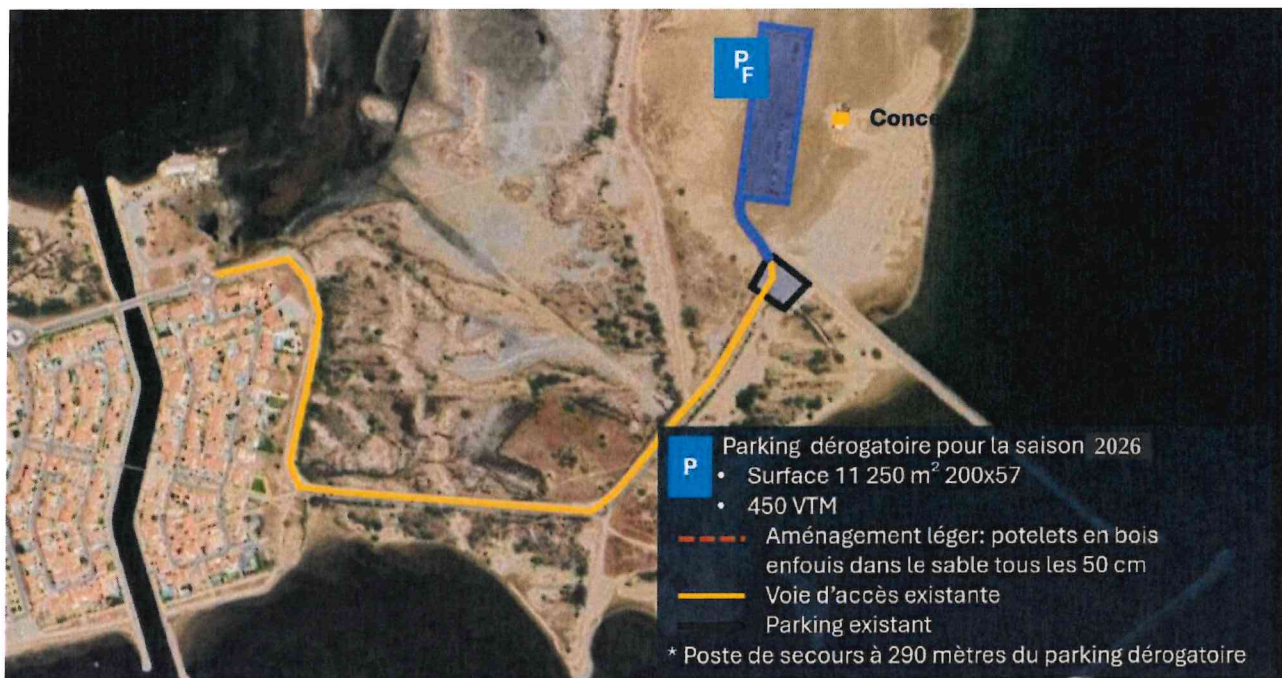 P
F
Conce
P
Parking dérogatoire pour la saison 2026
• Surface 11 250 m² 200x57
• 450 VTM
Aménagement léger: potelets en bois
enfouis dans le sable tous les 50 cm
Voie d'accès existante
Parking existant
* Poste de secours à 290 mètres du parking dérogatoire